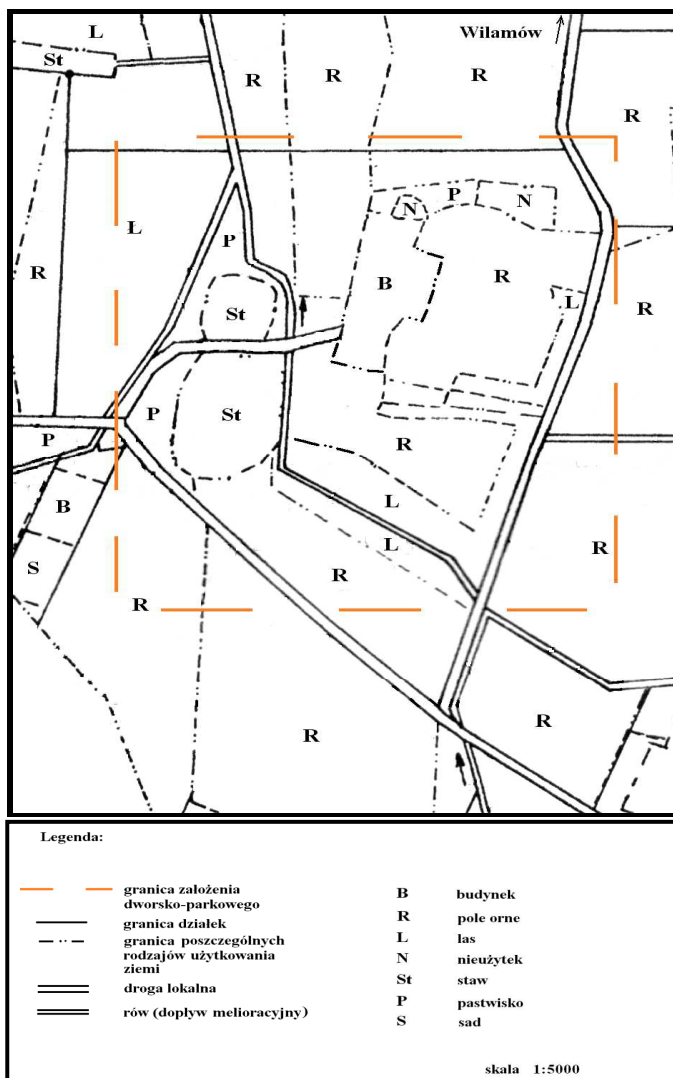 L
Wilamów
St
R
R
R
R
Ł
P
N
P
N
R
B
R
St
L
R
P
St
P
R
L
B
L
R
S
R
R
R
R
Legenda:
granica założenia
dworsko-parkowego
granica działek
granica poszczególnych
rodzajów użytkowania
ziemi
droga lokalna
rów (dopływ melioracyjny)
B budynek
R pole orne
L las
N nieużytek
St staw
P pastwisko
S sad
skala 1:5000